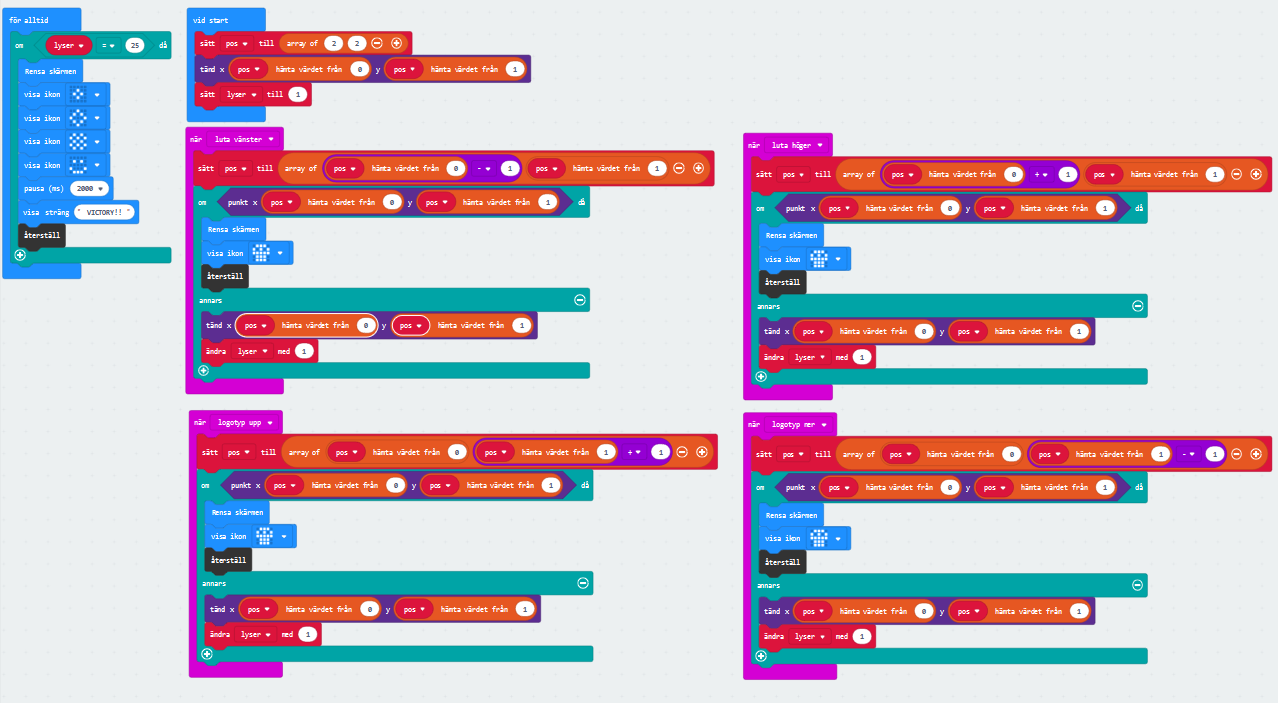 för alltid
om lyser = 25 då
Rensa skärmen
visa ikon
visa ikon
visa ikon
visa ikon
pausa (ms) 2000
visa sträng " VICTORY!! "
återställ
vid start
sätt pos till array of 2 2
tänd x pos hämta värdet från 0 y pos hämta värdet från 1
sätt lyser till 1
när luta vänster
sätt pos till array of pos hämta värdet från 0 - 1 pos hämta värdet från 1
om punkt x pos hämta värdet från 0 y pos hämta värdet från 1 då
Rensa skärmen
visa ikon
återställ
annars
tänd x pos hämta värdet från 0 y pos hämta värdet från 1
ändra lyser med 1
när luta höger
sätt pos till array of pos hämta värdet från 0 + 1 pos hämta värdet från 1
om punkt x pos hämta värdet från 0 y pos hämta värdet från 1 då
Rensa skärmen
visa ikon
återställ
annars
tänd x pos hämta värdet från 0 y pos hämta värdet från 1
ändra lyser med 1
när logotyp upp
sätt pos till array of pos hämta värdet från 0 pos hämta värdet från 1 + 1
om punkt x pos hämta värdet från 0 y pos hämta värdet från 1 då
Rensa skärmen
visa ikon
återställ
annars
tänd x pos hämta värdet från 0 y pos hämta värdet från 1
ändra lyser med 1
när logotyp ner
sätt pos till array of pos hämta värdet från 0 pos hämta värdet från 1 - 1
om punkt x pos hämta värdet från 0 y pos hämta värdet från 1 då
Rensa skärmen
visa ikon
återställ
annars
tänd x pos hämta värdet från 0 y pos hämta värdet från 1
ändra lyser med 1